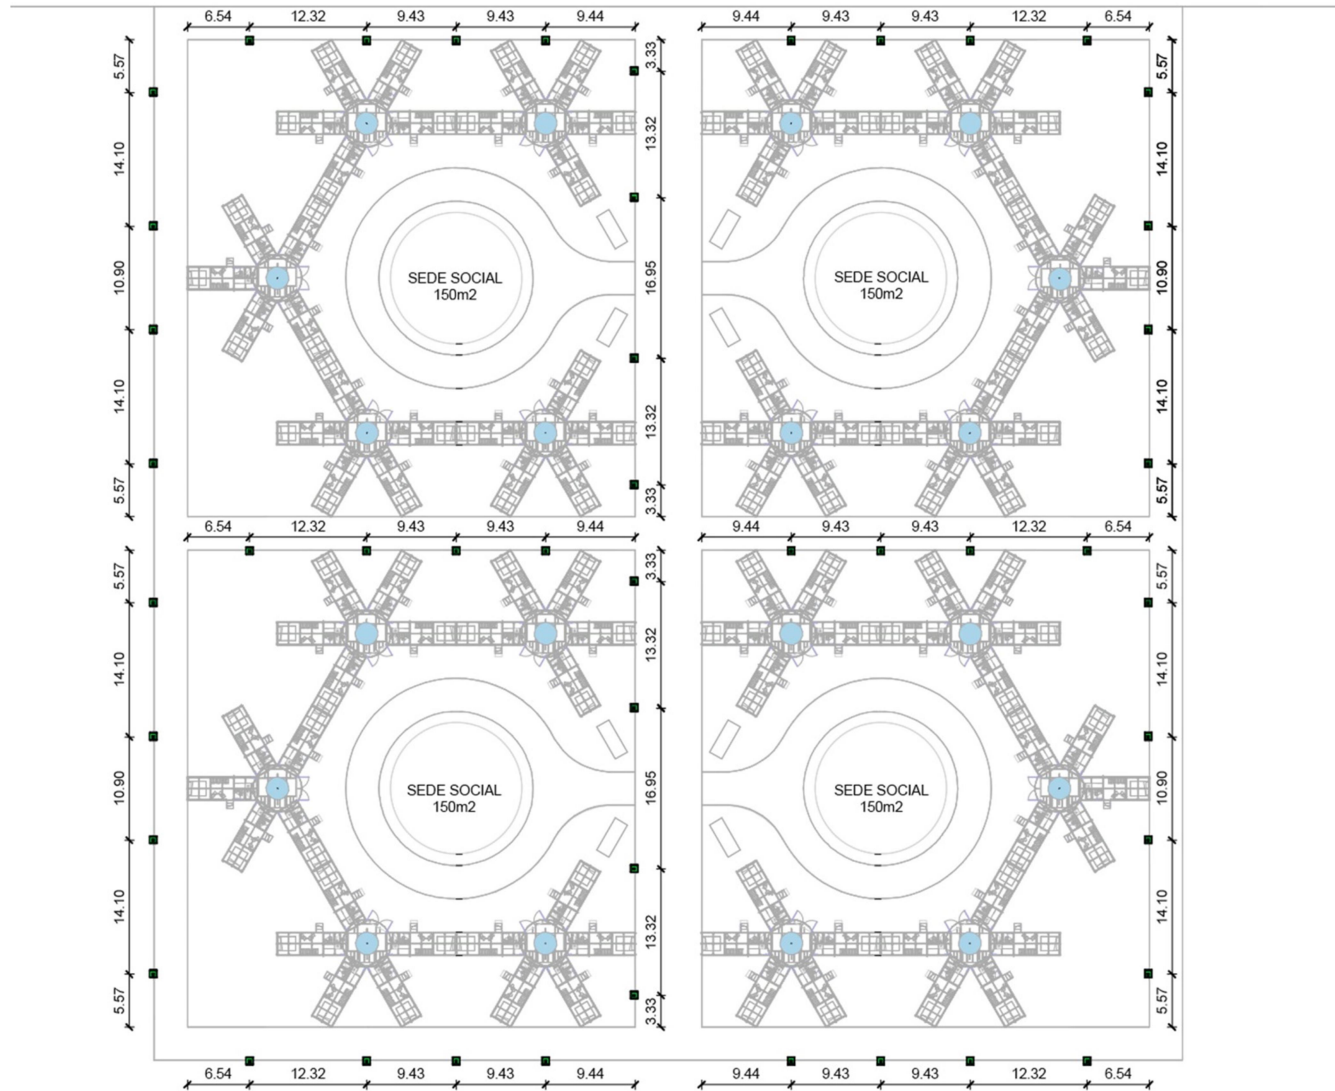 6.54 12.32 9.43 9.43 9.44
9.44 9.43 9.43 12.32 6.54
5.57
14.10
10.90
14.10
5.57
3.33
13.32
16.95
13.32
3.33
5.57
14.10
10.90
14.10
5.57
SEDE SOCIAL
150m2
SEDE SOCIAL
150m2
6.54 12.32 9.43 9.43 9.44
9.44 9.43 9.43 12.32 6.54
5.57
14.10
10.90
14.10
5.57
3.33
13.32
16.95
13.32
3.33
5.57
14.10
10.90
14.10
5.57
SEDE SOCIAL
150m2
SEDE SOCIAL
150m2
6.54 12.32 9.43 9.43 9.44
9.44 9.43 9.43 12.32 6.54